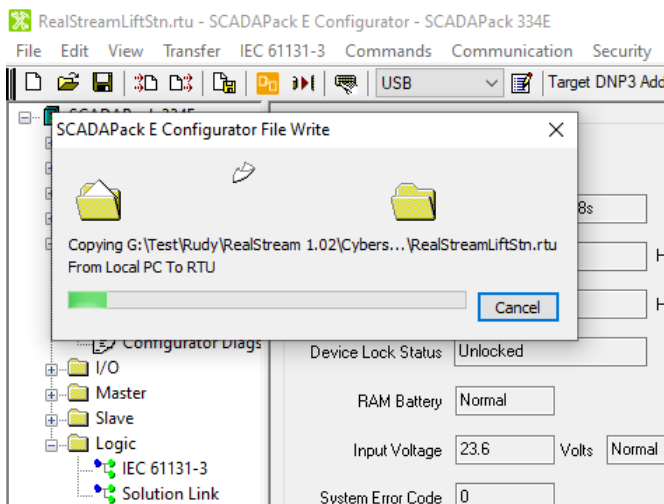 RealStreamLiftStn.rtu - SCADAPack E Configurator - SCADAPack 334E
File Edit View Transfer IEC 61131-3 Commands Communication Security
USB Target DNP3 Add
SCADAPack E Configurator File Write
8s
Copying G:\Test\Rudy\RealStream 1.02\Cybers...\RealStreamLiftStn.rtu
H
From Local PC To RTU
Cancel
H
Configurator Diags
Device Lock Status Unlocked
I/O
Master
RAM Battery Normal
Slave
Logic
Input Voltage 23.6 Volts Normal
IEC 61131-3
Solution Link
System Error Code 0